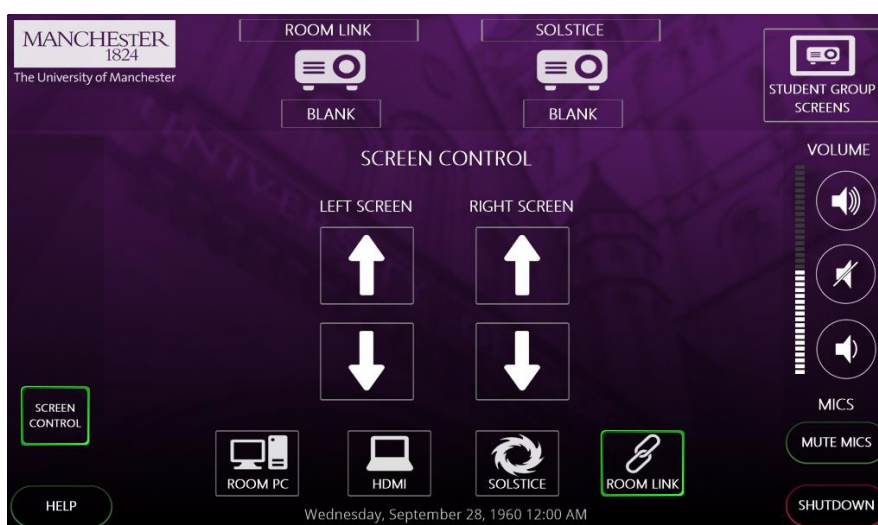 MANCHESTER
1824
The University of Manchester
ROOM LINK
SOLSTICE
BLANK
BLANK
STUDENT GROUP
SCREENS
SCREEN CONTROL
VOLUME
LEFT SCREEN
RIGHT SCREEN
SCREEN
CONTROL
MICS
MUTE MICS
ROOM PC
HDMI
SOLSTICE
ROOM LINK
HELP
Wednesday, September 28, 1960 12:00 AM
SHUTDOWN